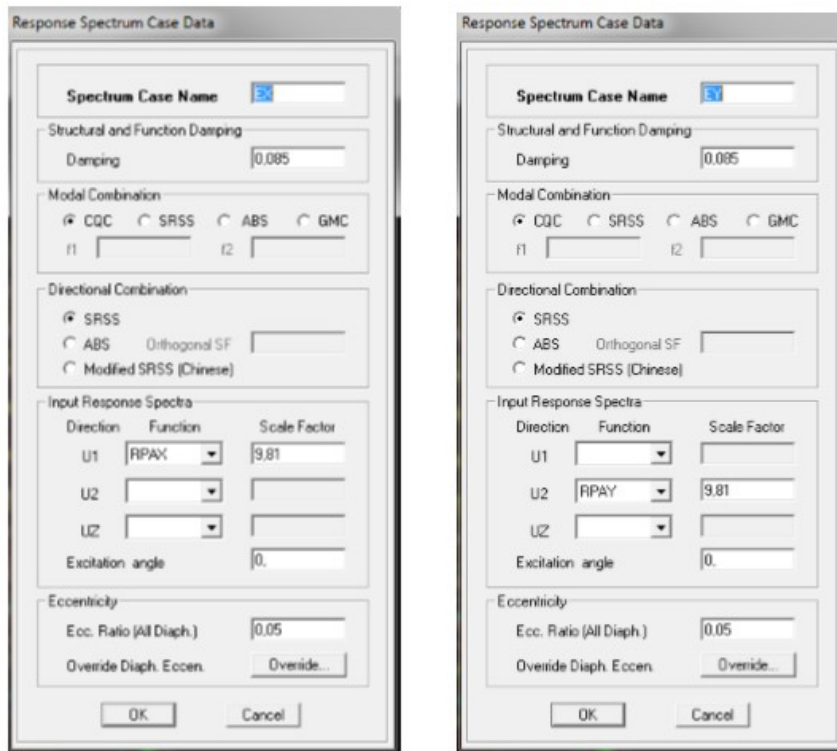 Response Spectrum Case Data
Spectrum Case Name EX
Structural and Function Damping
Damping 0,085
Modal Combination
CQC SRSS ABS GMC
f1 f2
Directional Combination
SRSS
ABS Orthogonal SF
Modified SRSS (Chinese)
Input Response Spectra
Direction Function Scale Factor
U1 RPAX 9,81
U2
UZ
Excitation angle 0,
Eccentricity
Ecc. Ratio (All Diaph.) 0,05
Override Diaph. Eccen. Override...
OK Cancel
Response Spectrum Case Data
Spectrum Case Name EY
Structural and Function Damping
Damping 0,085
Modal Combination
CQC SRSS ABS GMC
f1 f2
Directional Combination
SRSS
ABS Orthogonal SF
Modified SRSS (Chinese)
Input Response Spectra
Direction Function Scale Factor
U1
U2 RPAY 9,81
UZ
Excitation angle 0,
Eccentricity
Ecc. Ratio (All Diaph.) 0,05
Override Diaph. Eccen. Override...
OK Cancel